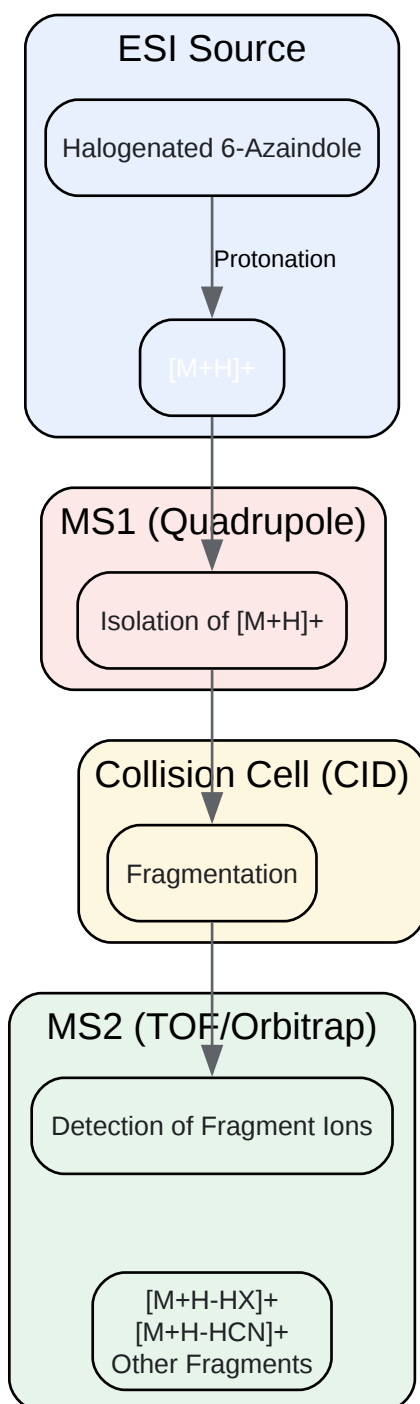 ESI Source
Halogenated 6-Azaindole
Protonation
[M+H]+
MS1 (Quadrupole)
Isolation of [M+H]+
Collision Cell (CID)
Fragmentation
MS2 (TOF/Orbitrap)
Detection of Fragment Ions
[M+H-HX]+
[M+H-HCN]+
Other Fragments